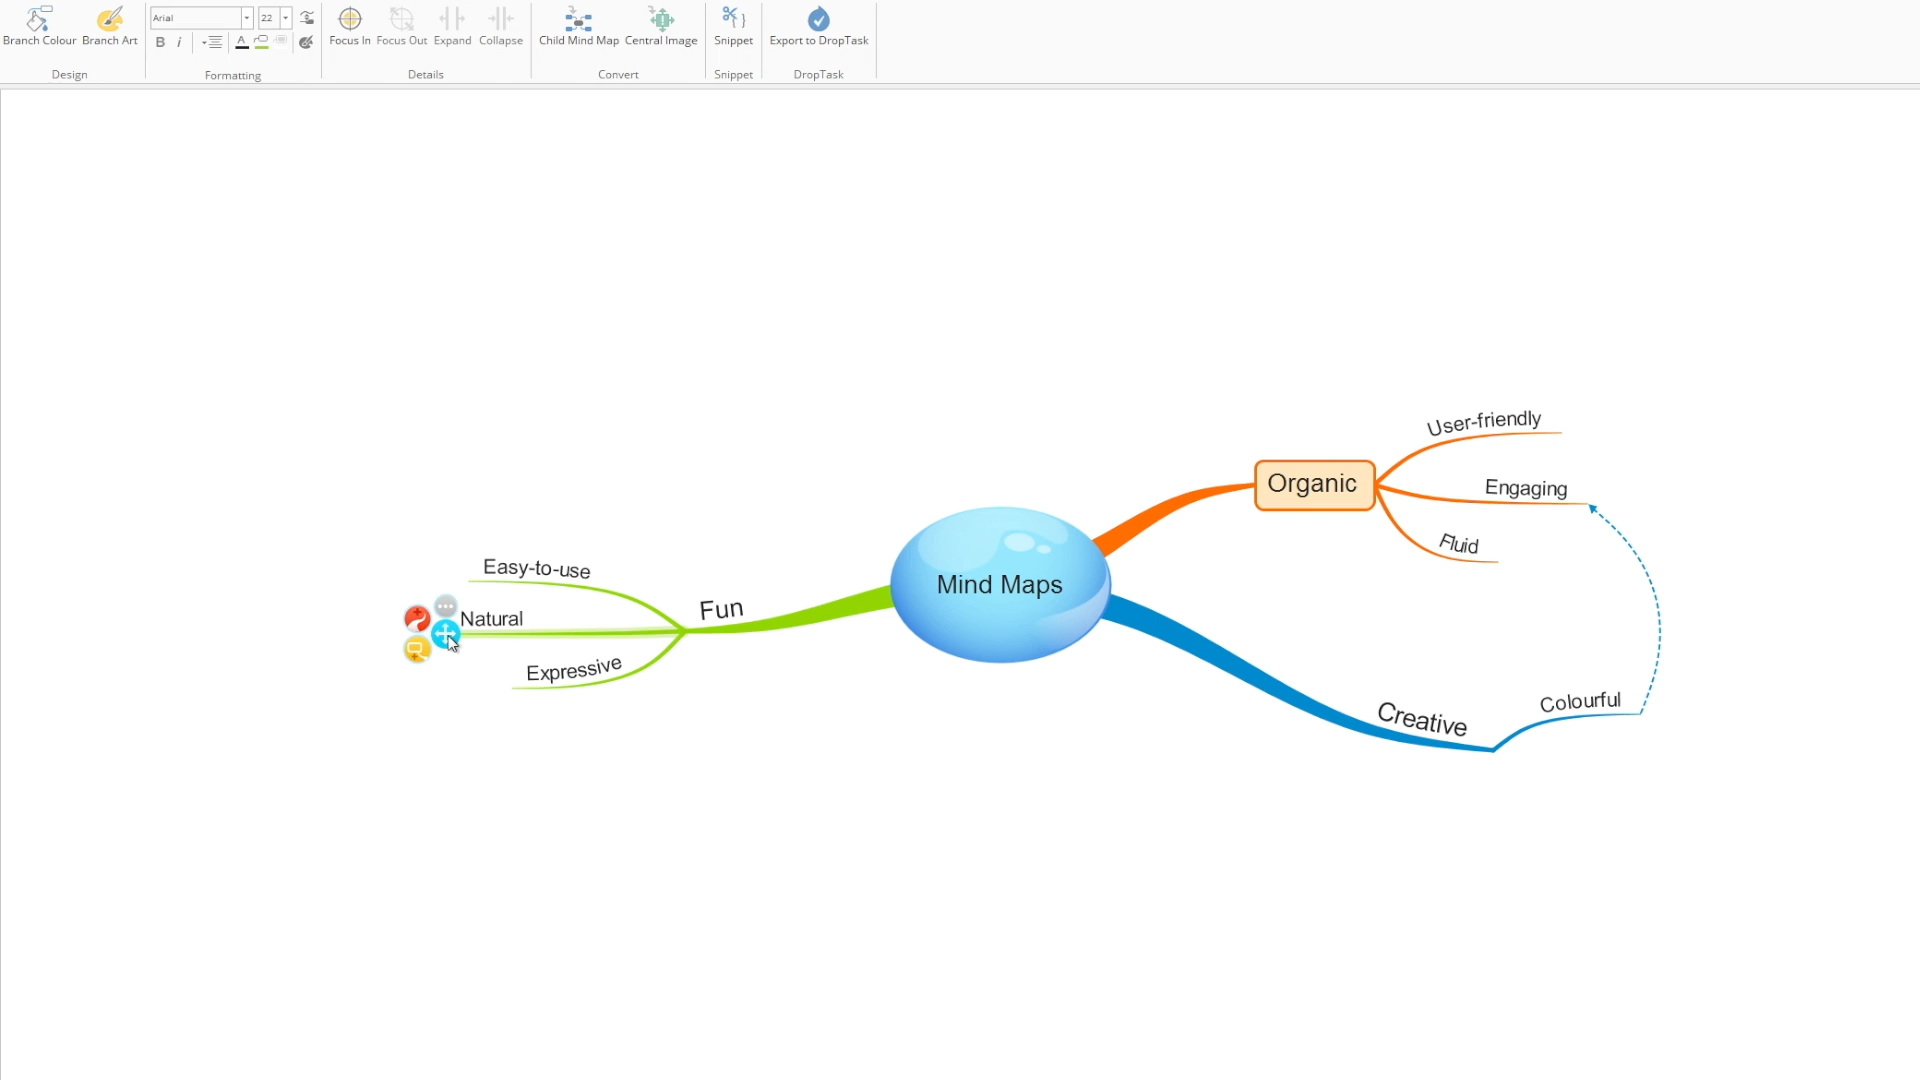 Branch Colour Branch Art
Arial 22
B i A
Focus In Focus Out Expand Collapse
Child Mind Map Central Image
Snippet
Export to DropTask
Design Formatting Details Convert Snippet DropTask
User-friendly
Organic
Engaging
Fluid
Easy-to-use
Mind Maps
Fun
Natural
Expressive
Colourful
Creative